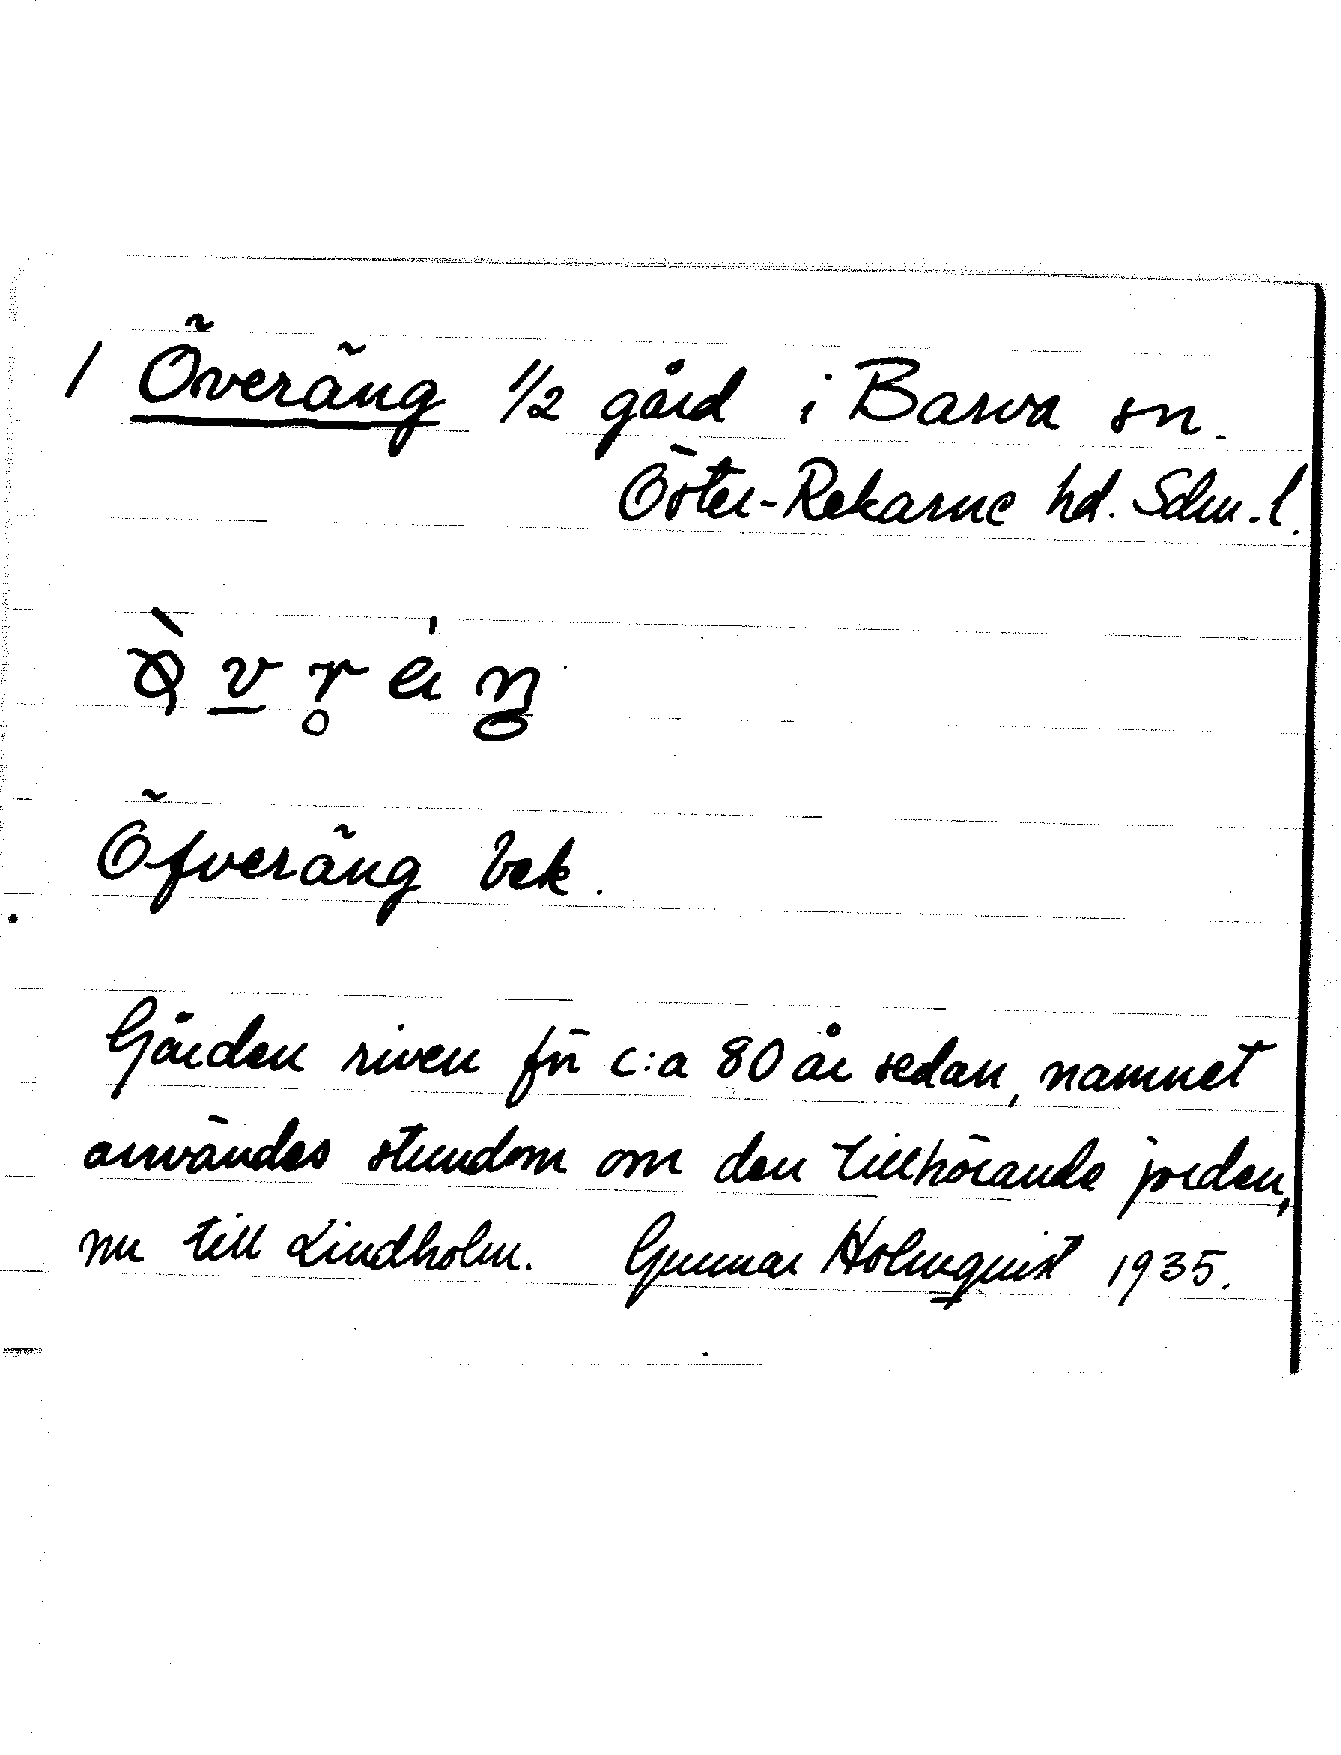 1 Överäng 1/2 gård i Barva sn.
Öster-Rekarne hd. Sdm. l.
Öfveräng bek.
Gården riven för c:a 80 år sedan, namnet
användes stundom om den tillhörande jorden,
nu till Lindholm. Gunnar Holmquist 1935.